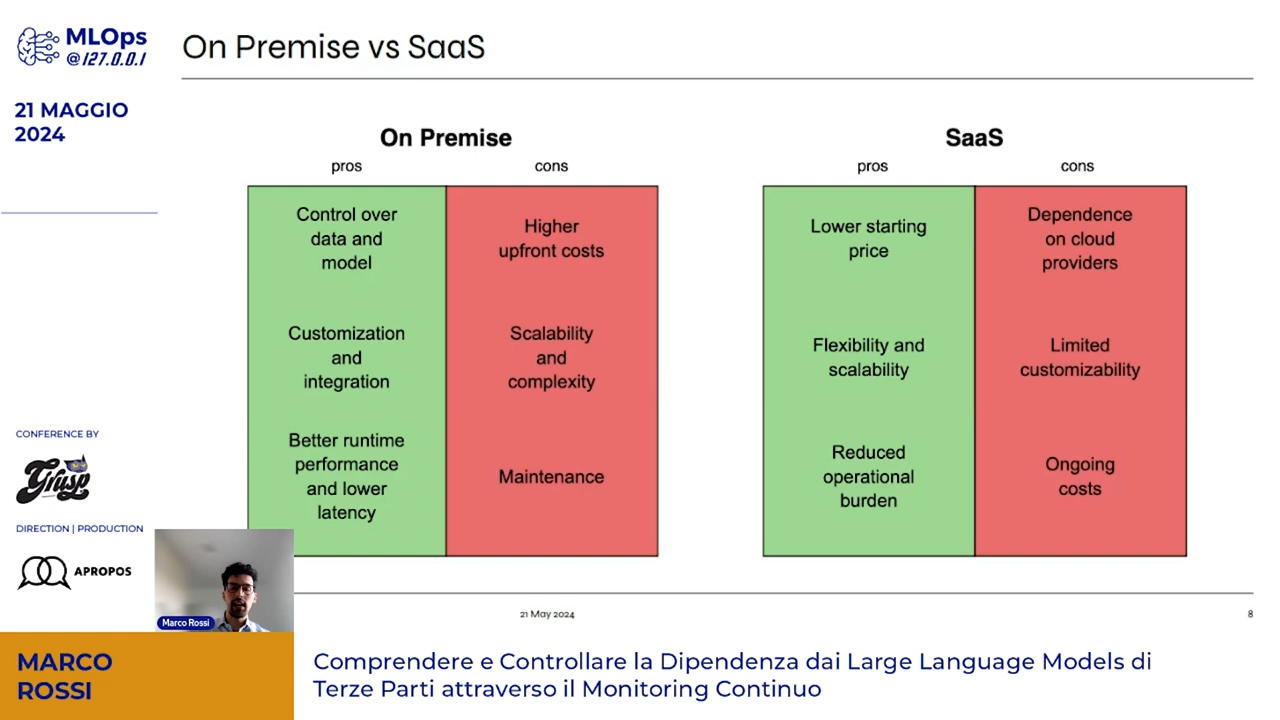 MLOps
@127.0.0.1
21 MAGGIO
2024
On Premise vs SaaS
On Premise
pros
cons
Control over
data and
model
Customization
and
integration
Better runtime
performance
and lower
latency
Higher
upfront costs
Scalability
and
complexity
Maintenance
SaaS
pros
cons
Lower starting
price
Flexibility and
scalability
Reduced
operational
burden
Dependence
on cloud
providers
Limited
customizability
Ongoing
costs
21 May 2024
8
CONFERENCE BY
Grusp
DIRECTION | PRODUCTION
APROPOS
Marco Rossi
MARCO
ROSSI
Comprendere e Controllare la Dipendenza dai Large Language Models di
Terze Parti attraverso il Monitoring Continuo